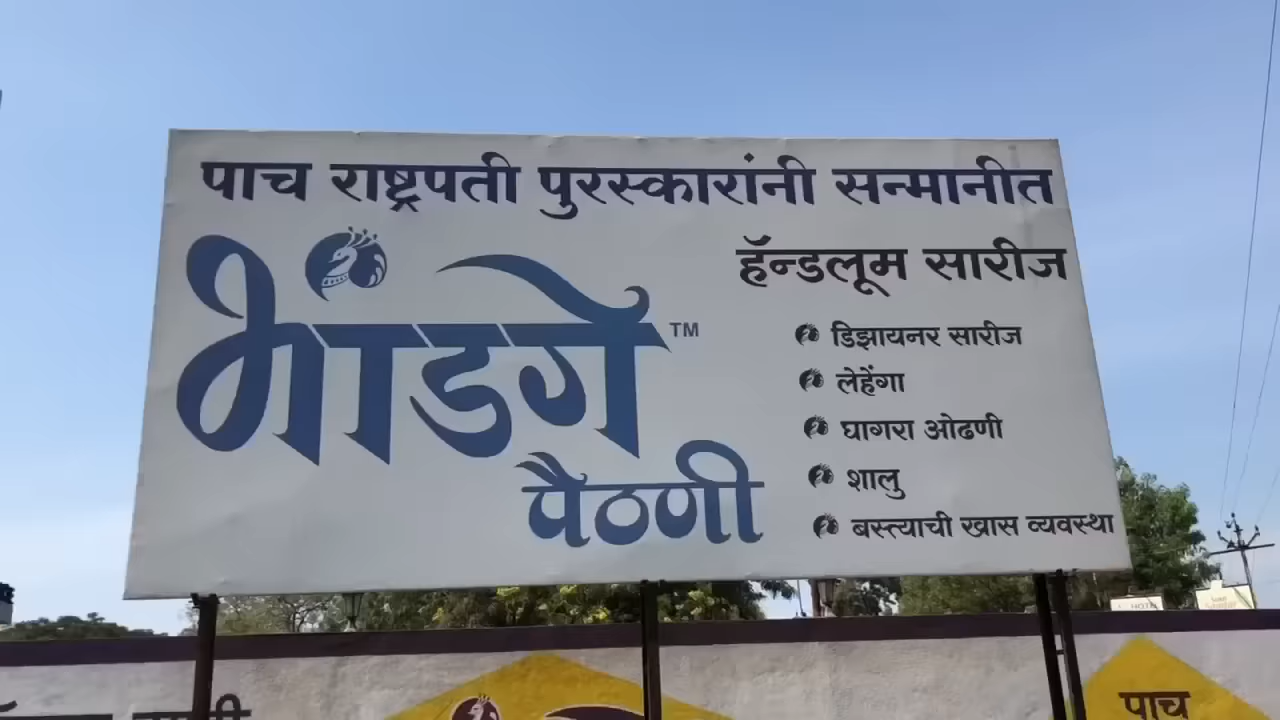 पाच राष्ट्रपती पुरस्कारांनी सन्मानीत
भांडगे TM
पैठणी
हॅन्डलूम सारीज
डिझायनर सारीज
लेहेंगा
घागरा ओढणी
शालु
बस्त्याची खास व्यवस्था
पाच